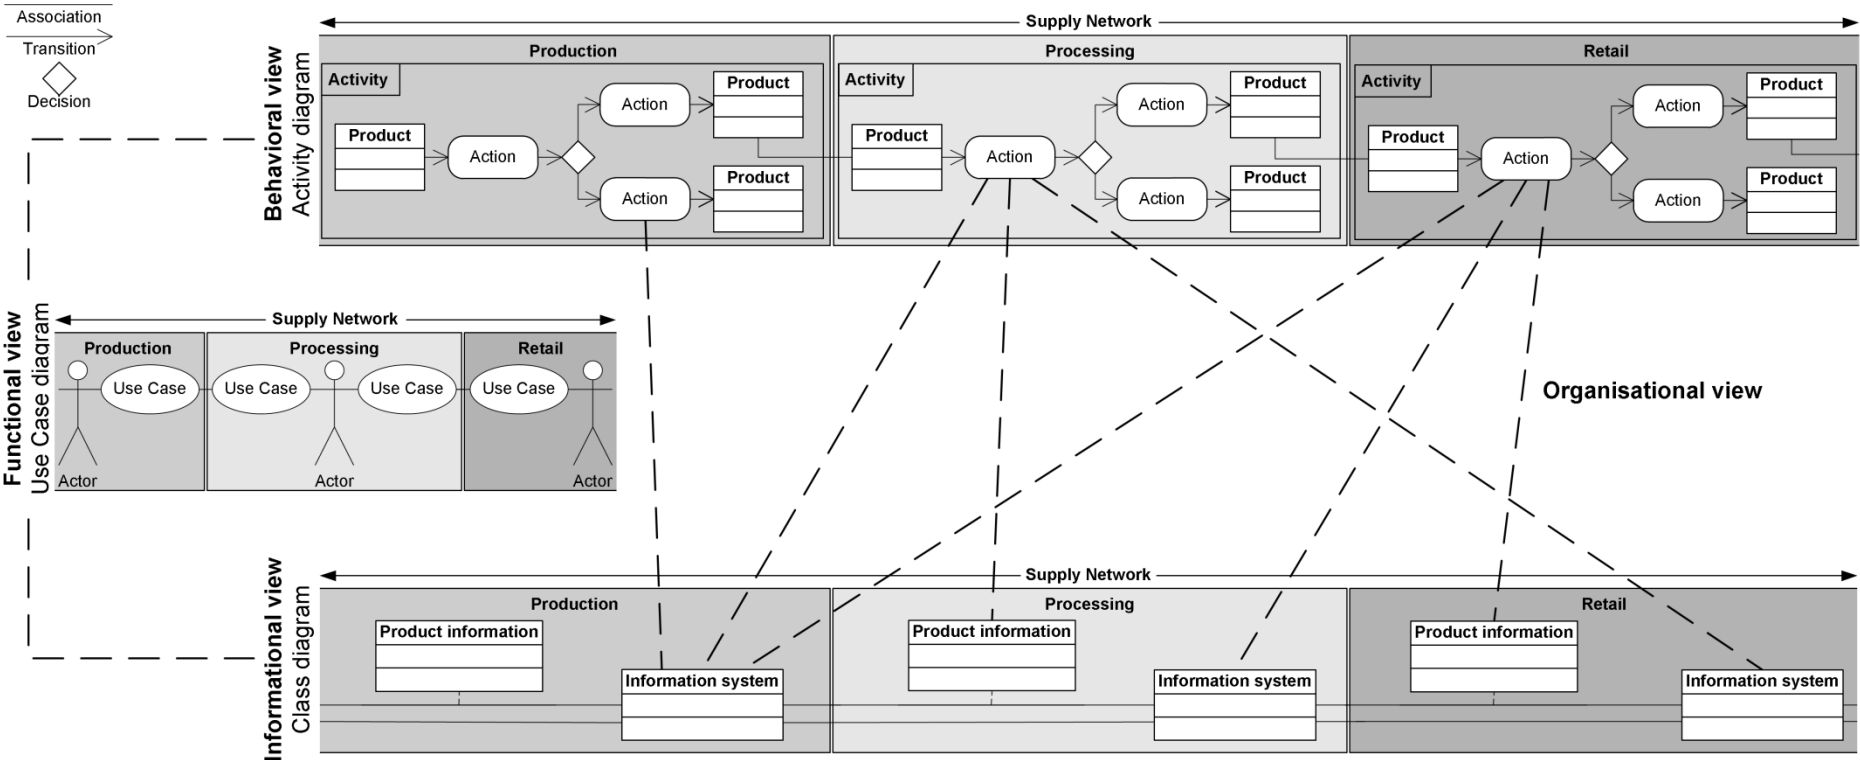 Association
Transition
Decision
Behavioral view
Activity diagram
Supply Network
Production
Activity
Product
Action
Action
Product
Action
Product
Processing
Activity
Product
Action
Action
Product
Action
Product
Retail
Activity
Product
Action
Action
Product
Action
Product
Functional view
Use Case diagram
Supply Network
Production
Processing
Retail
Use Case
Use Case
Use Case
Use Case
Actor
Actor
Actor
Organisational view
Informational view
Class diagram
Supply Network
Production
Product information
Information system
Processing
Product information
Information system
Retail
Product information
Information system